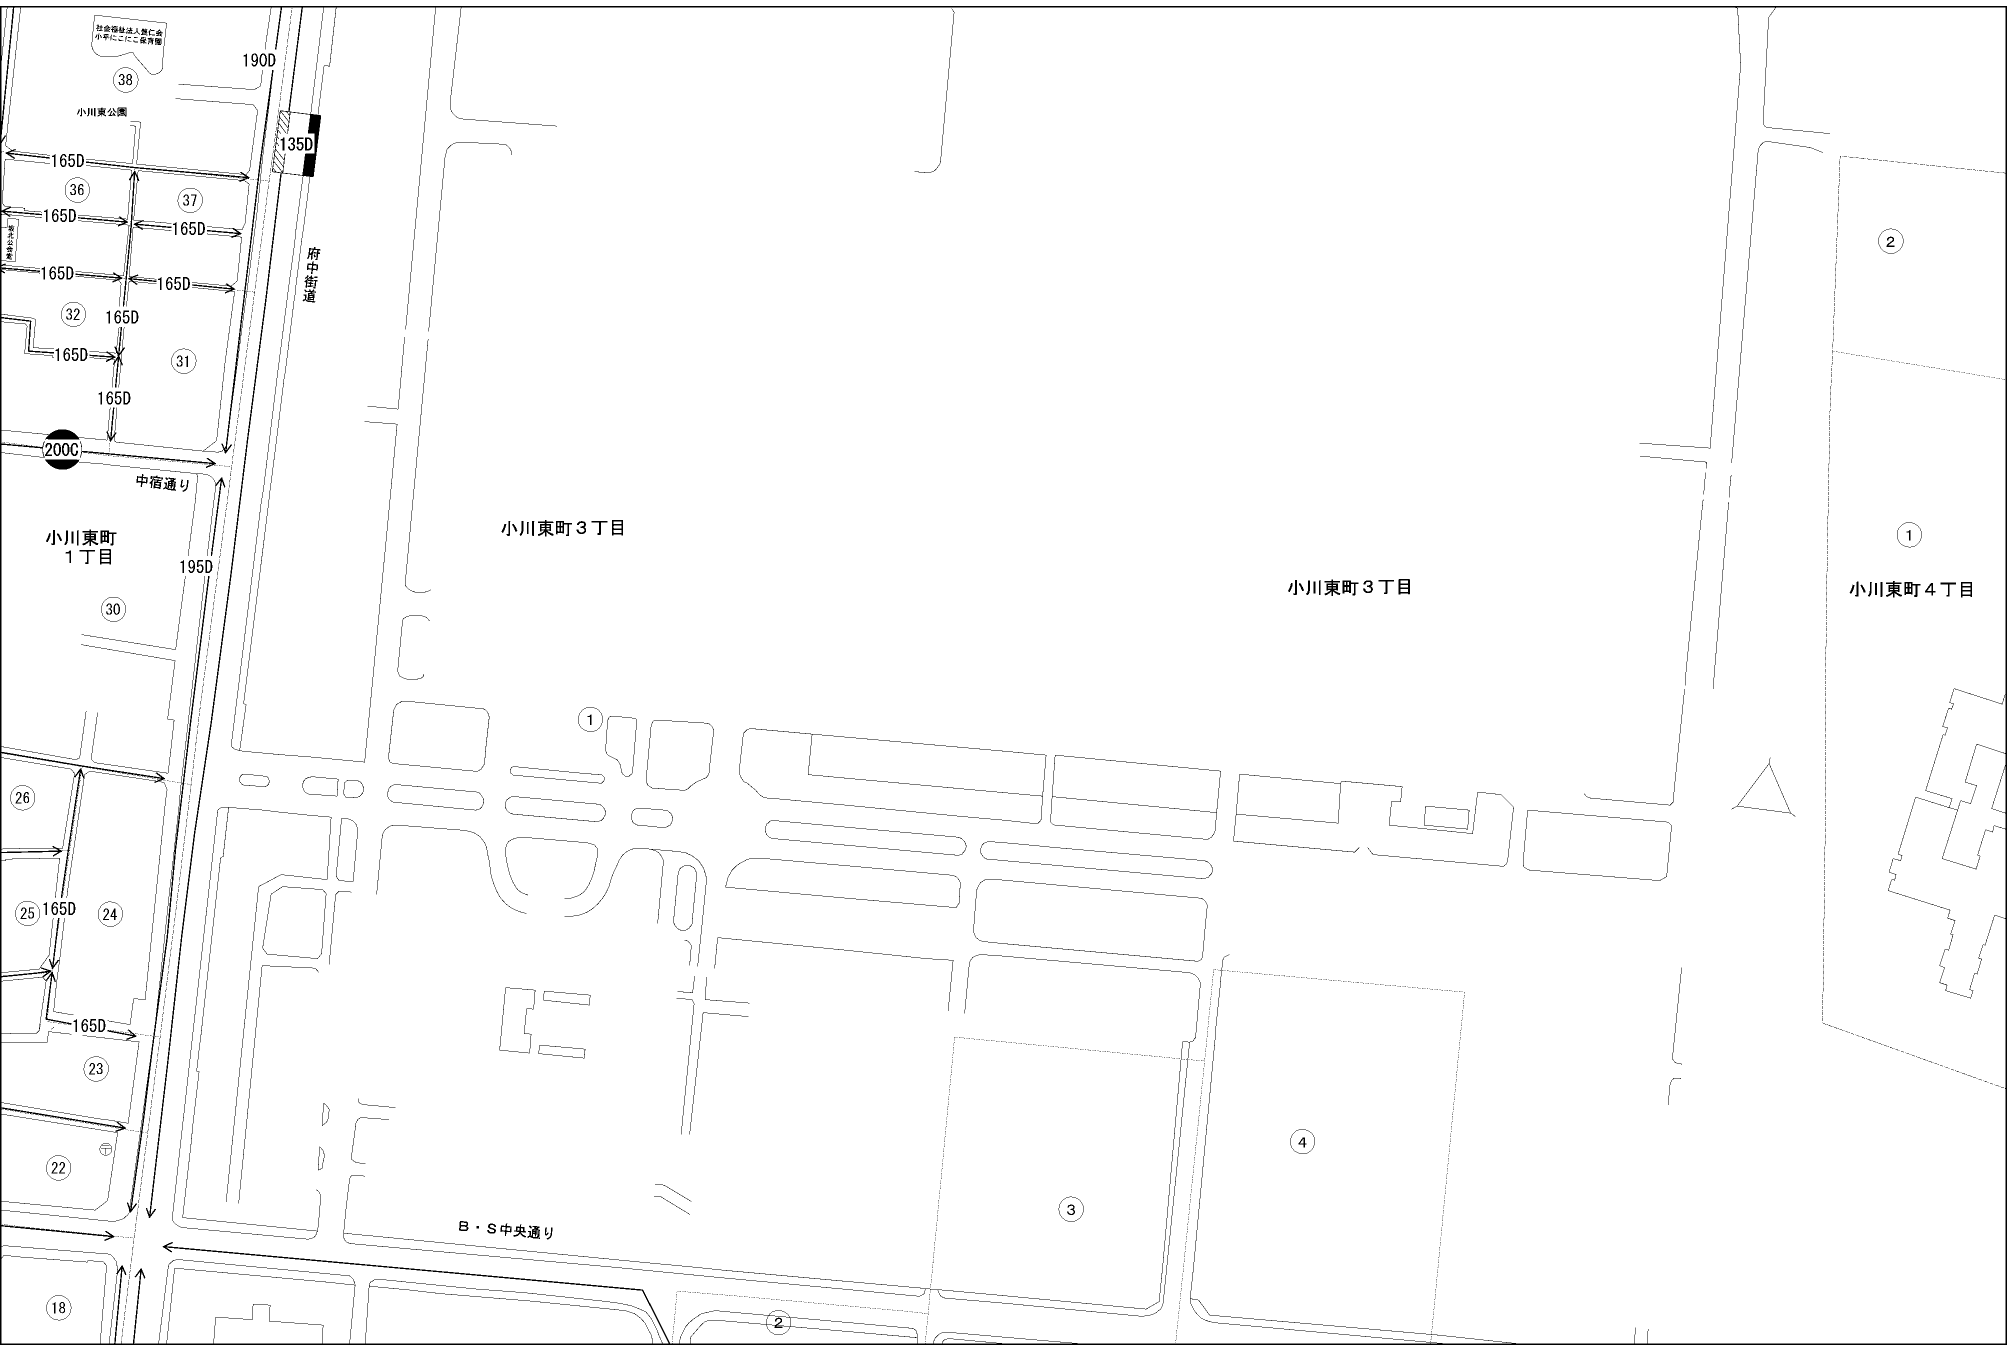 社会福祉法人慧仁会
小平にこにこ保育園
38
190D
小川東公園
135D
165D
36
37
165D
165D
府中街道
165D
165D
32
165D
165D
31
165D
200C
中宿通り
小川東町
1丁目
195D
30
小川東町3丁目
小川東町3丁目
2
1
小川東町4丁目
1
26
25
165D
24
165D
23
〒
22
B・S中央通り
4
3
18
2